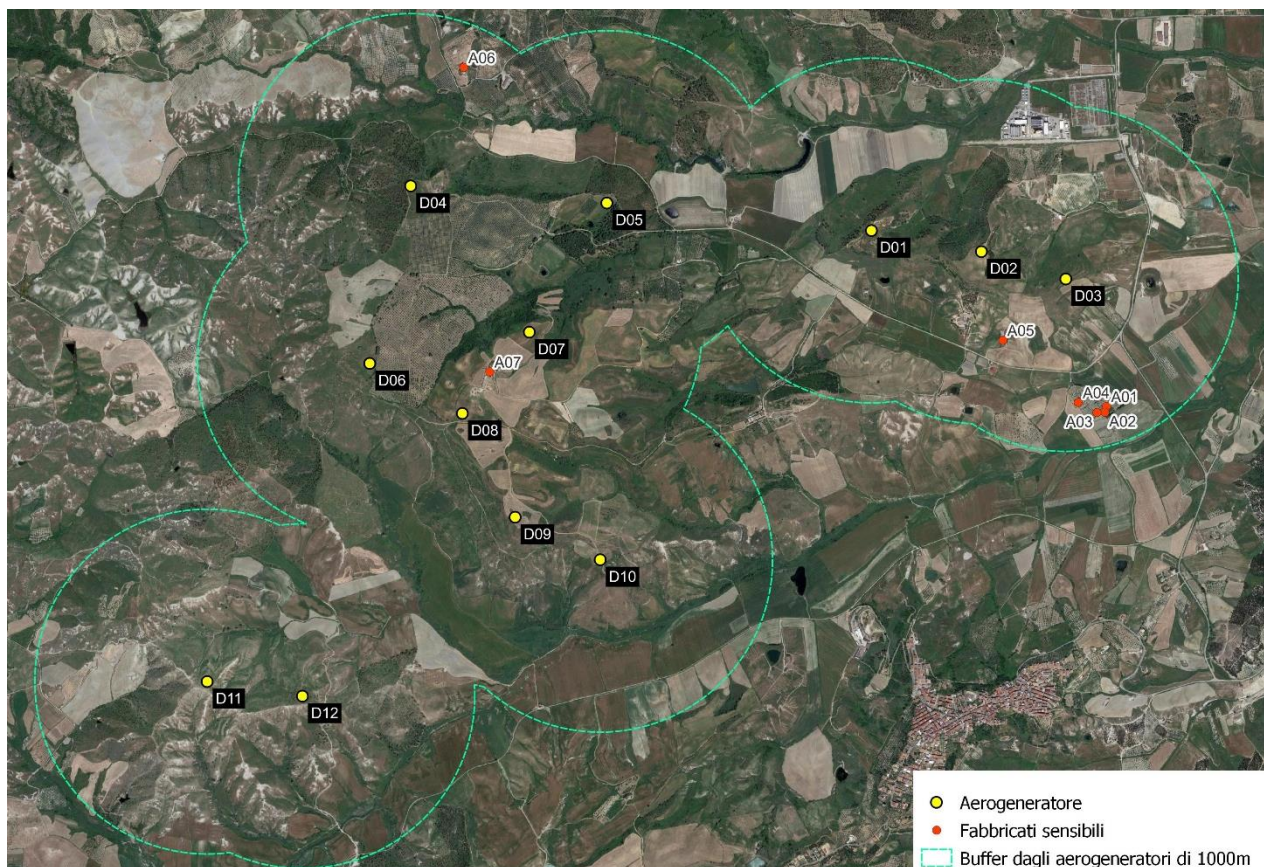 A06
D04
D05
D01
D02
D03
A05
D07
A07
D06
A04
A01
A03
A02
D08
D09
D10
D11
D12
Aerogeneratore
Fabbricati sensibili
Buffer dagli aerogeneratori di 1000m